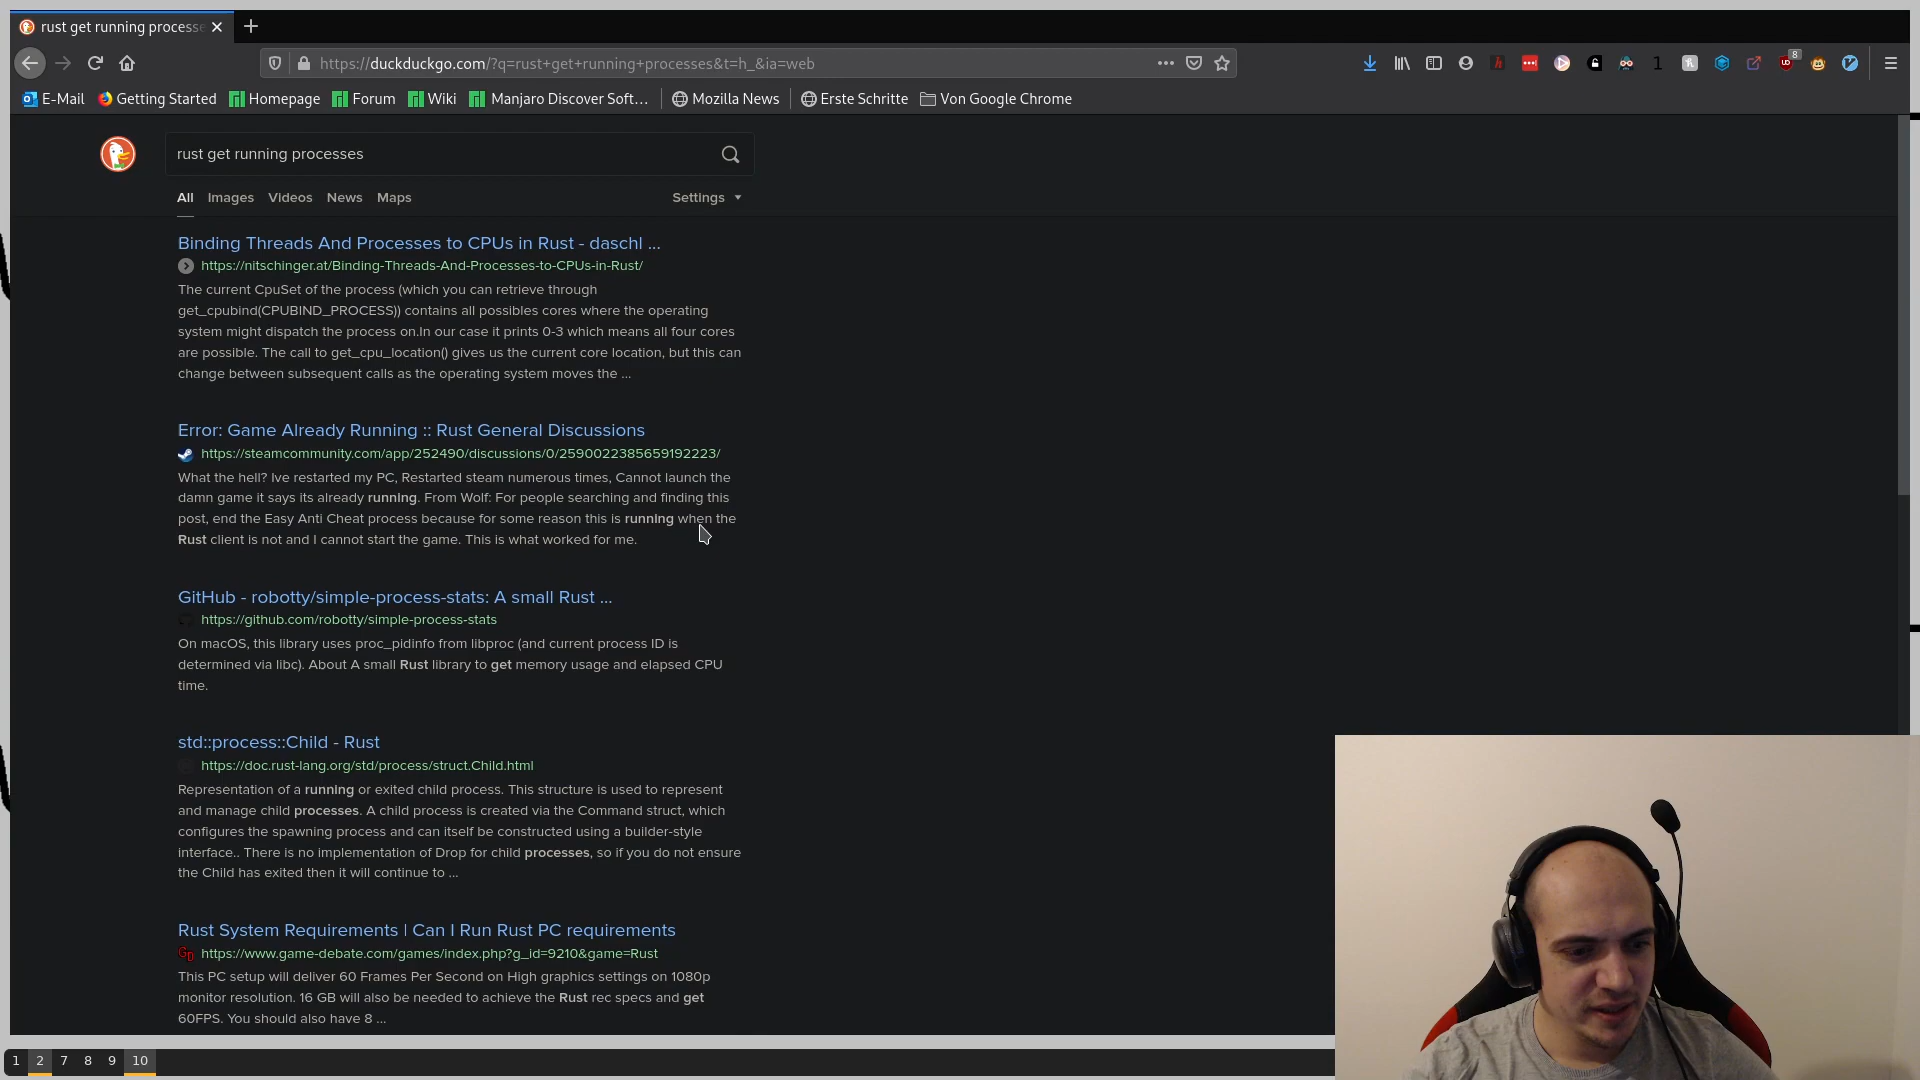 rust get running processe
https://duckduckgo.com/?q=rust+get+running+processes&t=h_&ia=web
8
1
E-Mail
Getting Started
Homepage
Forum
Wiki
Manjaro Discover Soft...
Mozilla News
Erste Schritte
Von Google Chrome
rust get running processes
All Images Videos News Maps Settings
Binding Threads And Processes to CPUs in Rust - daschl ...
https://nitschinger.at/Binding-Threads-And-Processes-to-CPUs-in-Rust/
The current CpuSet of the process (which you can retrieve through
get_cpubind(CPUBIND_PROCESS)) contains all possibles cores where the operating
system might dispatch the process on.In our case it prints 0-3 which means all four cores
are possible. The call to get_cpu_location() gives us the current core location, but this can
change between subsequent calls as the operating system moves the ...
Error: Game Already Running :: Rust General Discussions
https://steamcommunity.com/app/252490/discussions/0/2590022385659192223/
What the hell? Ive restarted my PC, Restarted steam numerous times, Cannot launch the
damn game it says its already running. From Wolf: For people searching and finding this
post, end the Easy Anti Cheat process because for some reason this is running when the
Rust client is not and I cannot start the game. This is what worked for me.
GitHub - robotty/simple-process-stats: A small Rust ...
https://github.com/robotty/simple-process-stats
On macOS, this library uses proc_pidinfo from libproc (and current process ID is
determined via libc). About A small Rust library to get memory usage and elapsed CPU
time.
std::process::Child - Rust
https://doc.rust-lang.org/std/process/struct.Child.html
Representation of a running or exited child process. This structure is used to represent
and manage child processes. A child process is created via the Command struct, which
configures the spawning process and can itself be constructed using a builder-style
interface.. There is no implementation of Drop for child processes, so if you do not ensure
the Child has exited then it will continue to ...
Rust System Requirements | Can I Run Rust PC requirements
GD https://www.game-debate.com/games/index.php?g_id=9210&game=Rust
This PC setup will deliver 60 Frames Per Second on High graphics settings on 1080p
monitor resolution. 16 GB will also be needed to achieve the Rust rec specs and get
60FPS. You should also have 8 ...
1 2 7 8 9 10